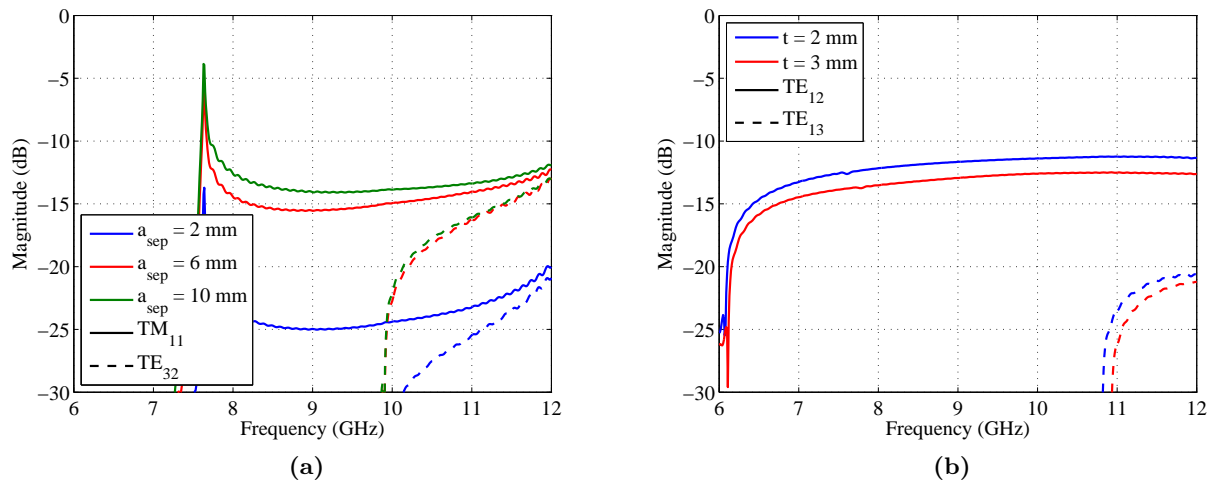 0
−5
−10
−15
−20
−25
−30
Magnitude (dB)
a_sep = 2 mm
a_sep = 6 mm
a_sep = 10 mm
TM_11
TE_32
6 7 8 9 10 11 12
Frequency (GHz)
(a)
0
−5
−10
−15
−20
−25
−30
Magnitude (dB)
t = 2 mm
t = 3 mm
TE_12
TE_13
6 7 8 9 10 11 12
Frequency (GHz)
(b)